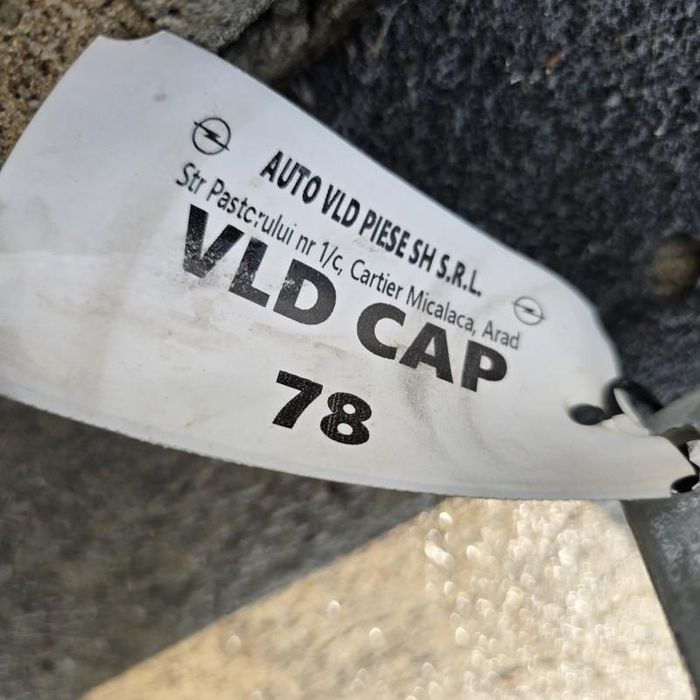 AUTO VLD PIESE SH S.R.L.
Str Pastorului nr 1/c, Cartier Micalaca, Arad
VLD CAP
78